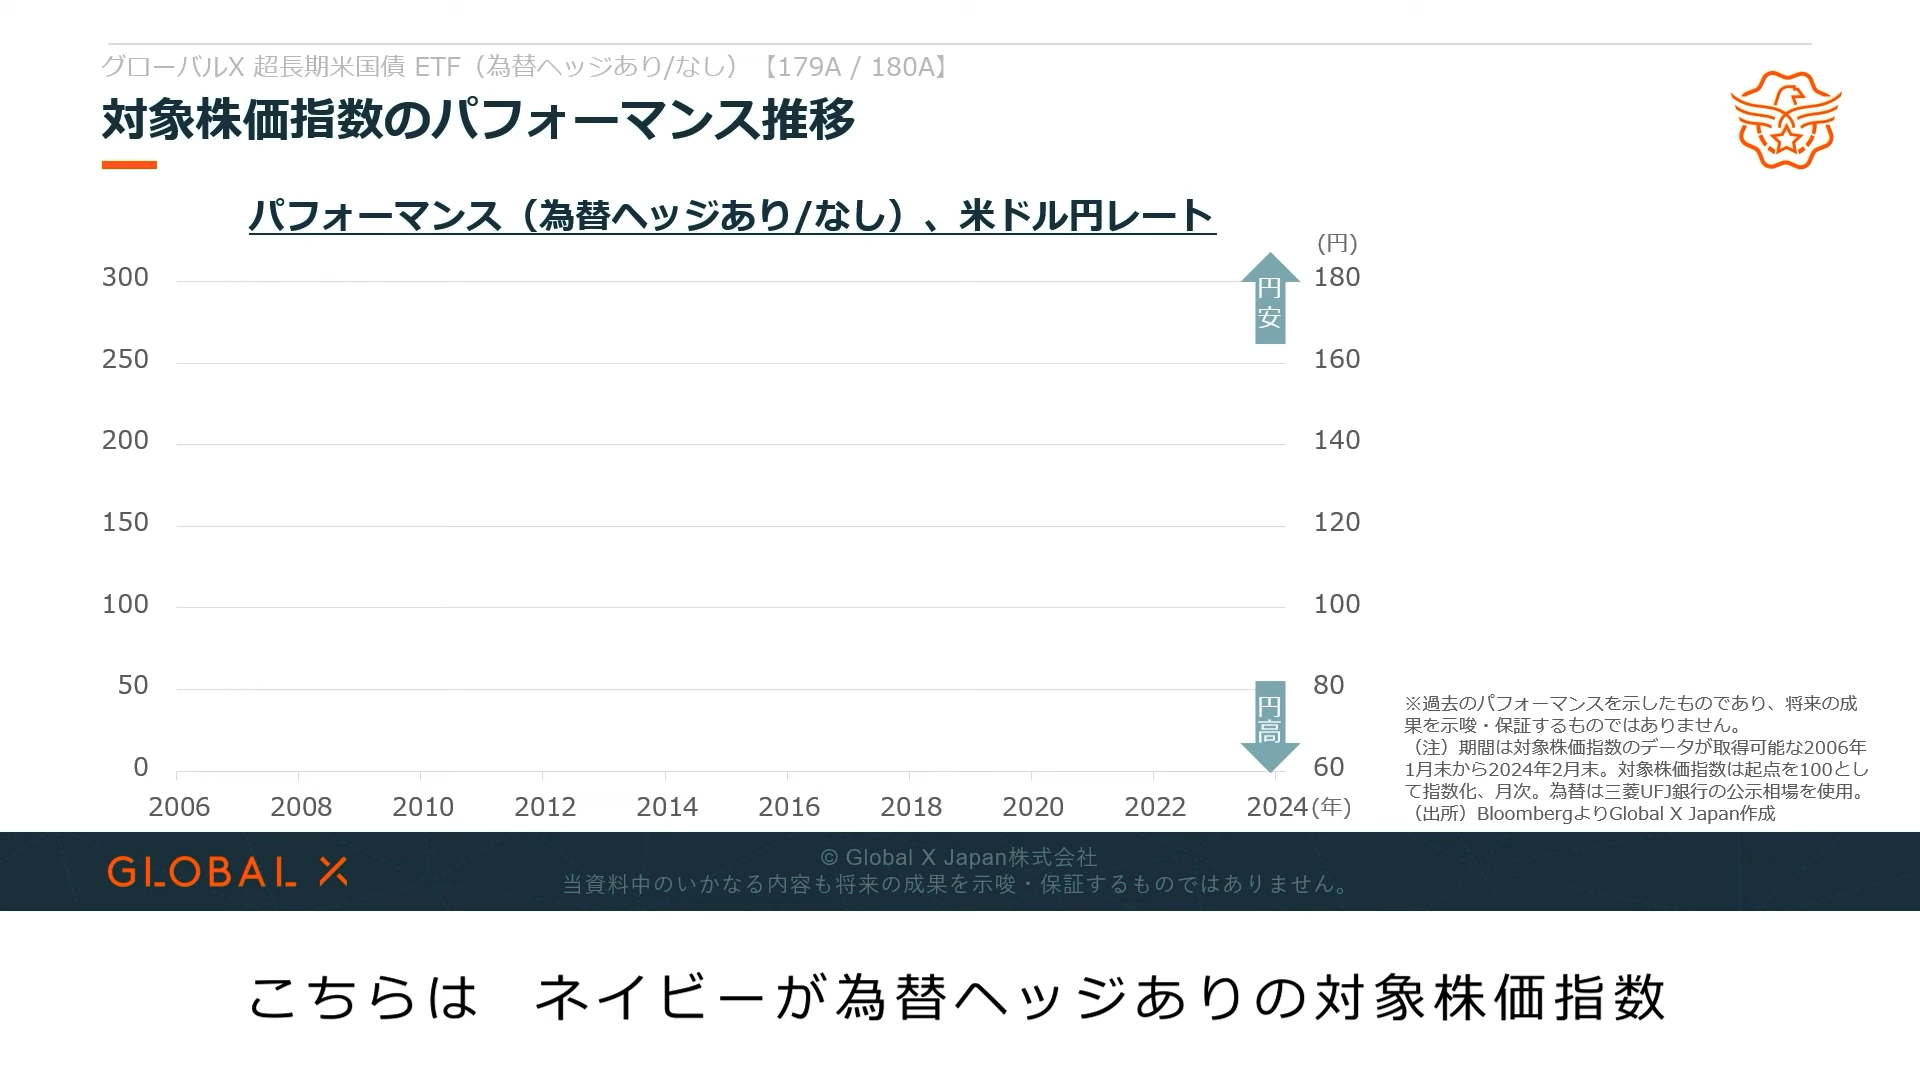 グローバルX 超長期米国債 ETF（為替ヘッジあり/なし）【179A / 180A】
対象株価指数のパフォーマンス推移
パフォーマンス（為替ヘッジあり/なし）、米ドル円レート
(円)
300
250
200
150
100
50
0
円安
円高
180
160
140
120
100
80
60
2006 2008 2010 2012 2014 2016 2018 2020 2022 2024 (年)
※過去のパフォーマンスを示したものであり、将来の成
果を示唆・保証するものではありません。
（注）期間は対象株価指数のデータが取得可能な2006年
1月末から2024年2月末。対象株価指数は起点を100とし
て指数化、月次。為替は三菱UFJ銀行の公示相場を使用。
（出所）BloombergよりGlobal X Japan作成
GLOBAL X
© Global X Japan株式会社
当資料中のいかなる内容も将来の成果を示唆・保証するものではありません。
こちらは　ネイビーが為替ヘッジありの対象株価指数